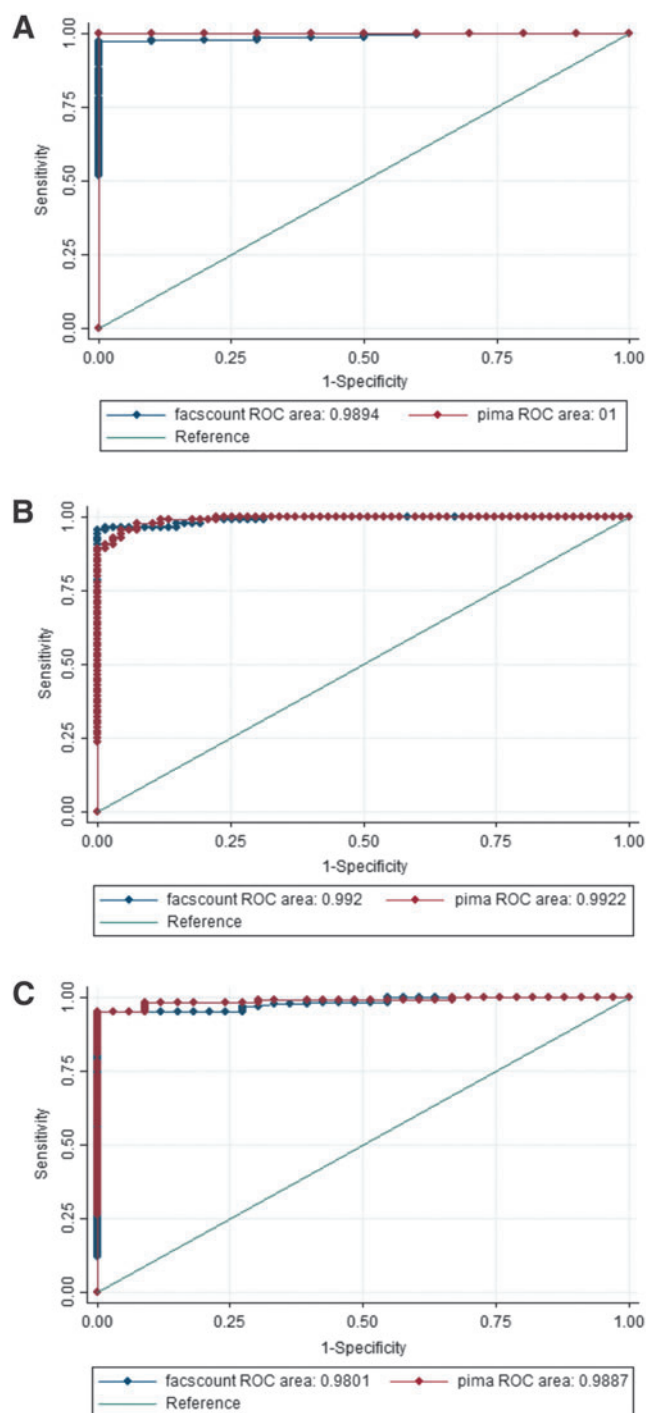 A
1.00
0.75
0.50
0.25
0.00
Sensitivity
0.00 0.25 0.50 0.75 1.00
1-Specificity
facscount ROC area: 0.9894 pima ROC area: 01
Reference
B
1.00
0.75
0.50
0.25
0.00
Sensitivity
0.00 0.25 0.50 0.75 1.00
1-Specificity
facscount ROC area: 0.992 pima ROC area: 0.9922
Reference
C
1.00
0.75
0.50
0.25
0.00
Sensitivity
0.00 0.25 0.50 0.75 1.00
1-Specificity
facscount ROC area: 0.9801 pima ROC area: 0.9887
Reference